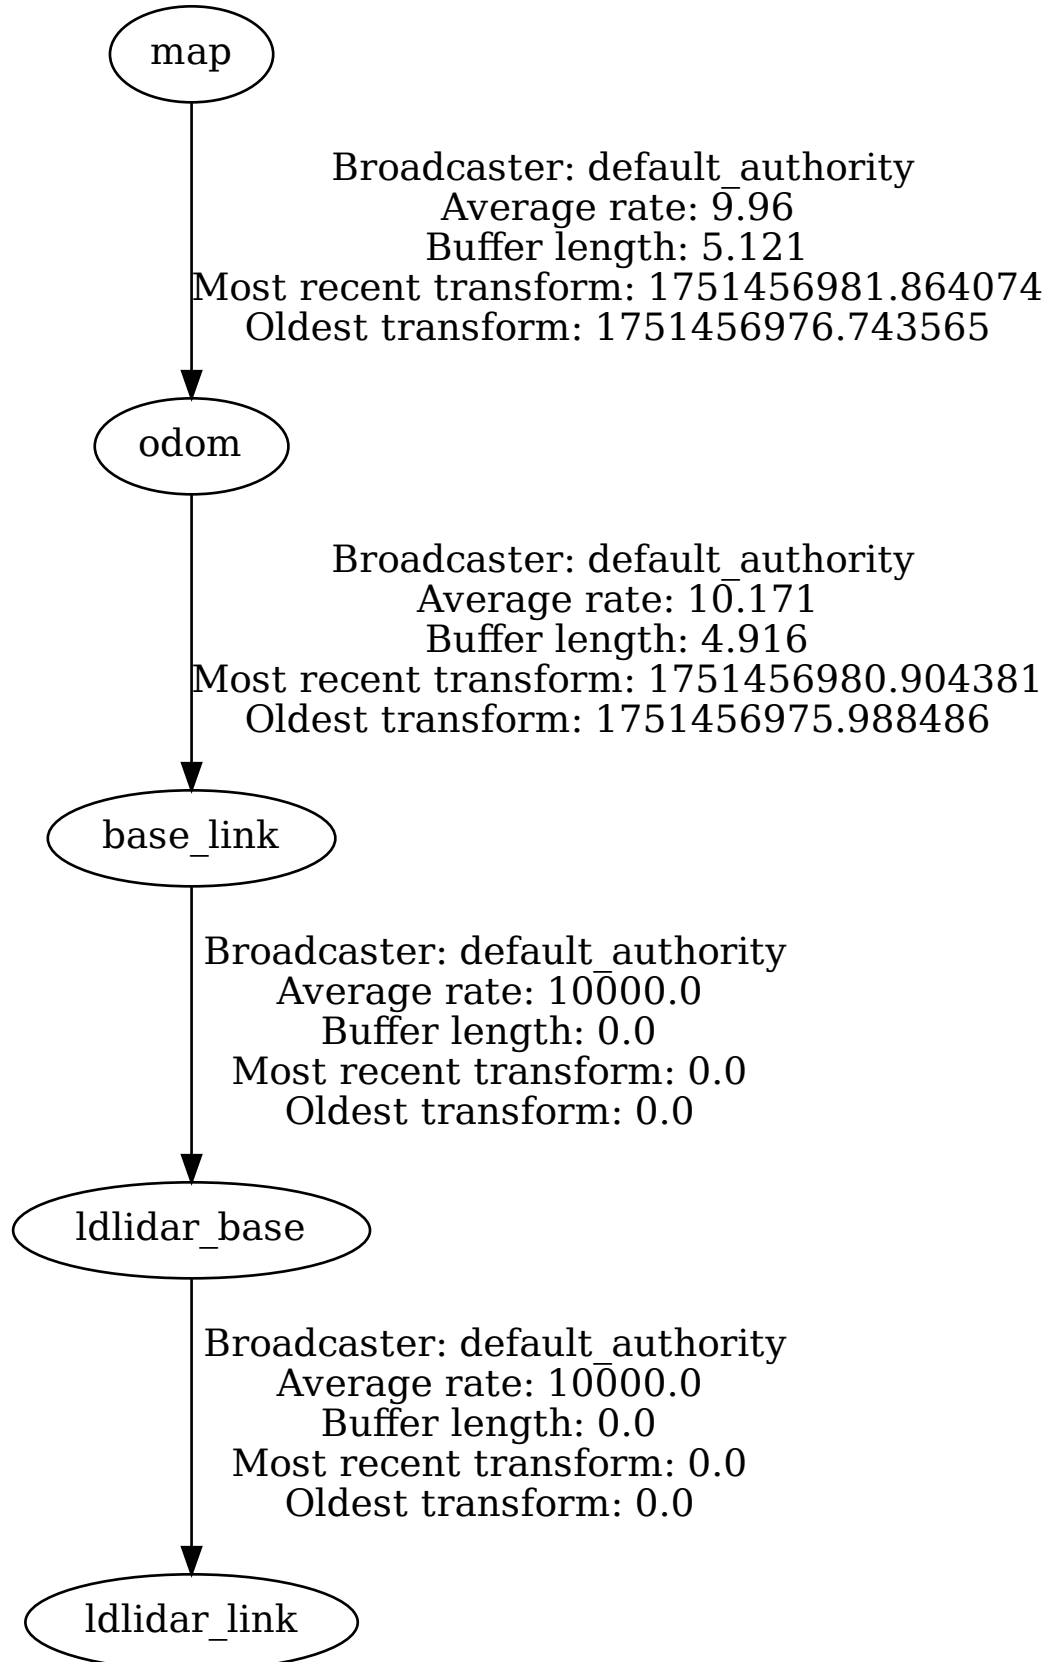 map
Broadcaster: default_authority
Average rate: 9.96
Buffer length: 5.121
Most recent transform: 1751456981.864074
Oldest transform: 1751456976.743565
odom
Broadcaster: default_authority
Average rate: 10.171
Buffer length: 4.916
Most recent transform: 1751456980.904381
Oldest transform: 1751456975.988486
base_link
Broadcaster: default_authority
Average rate: 10000.0
Buffer length: 0.0
Most recent transform: 0.0
Oldest transform: 0.0
ldlidar_base
Broadcaster: default_authority
Average rate: 10000.0
Buffer length: 0.0
Most recent transform: 0.0
Oldest transform: 0.0
ldlidar_link